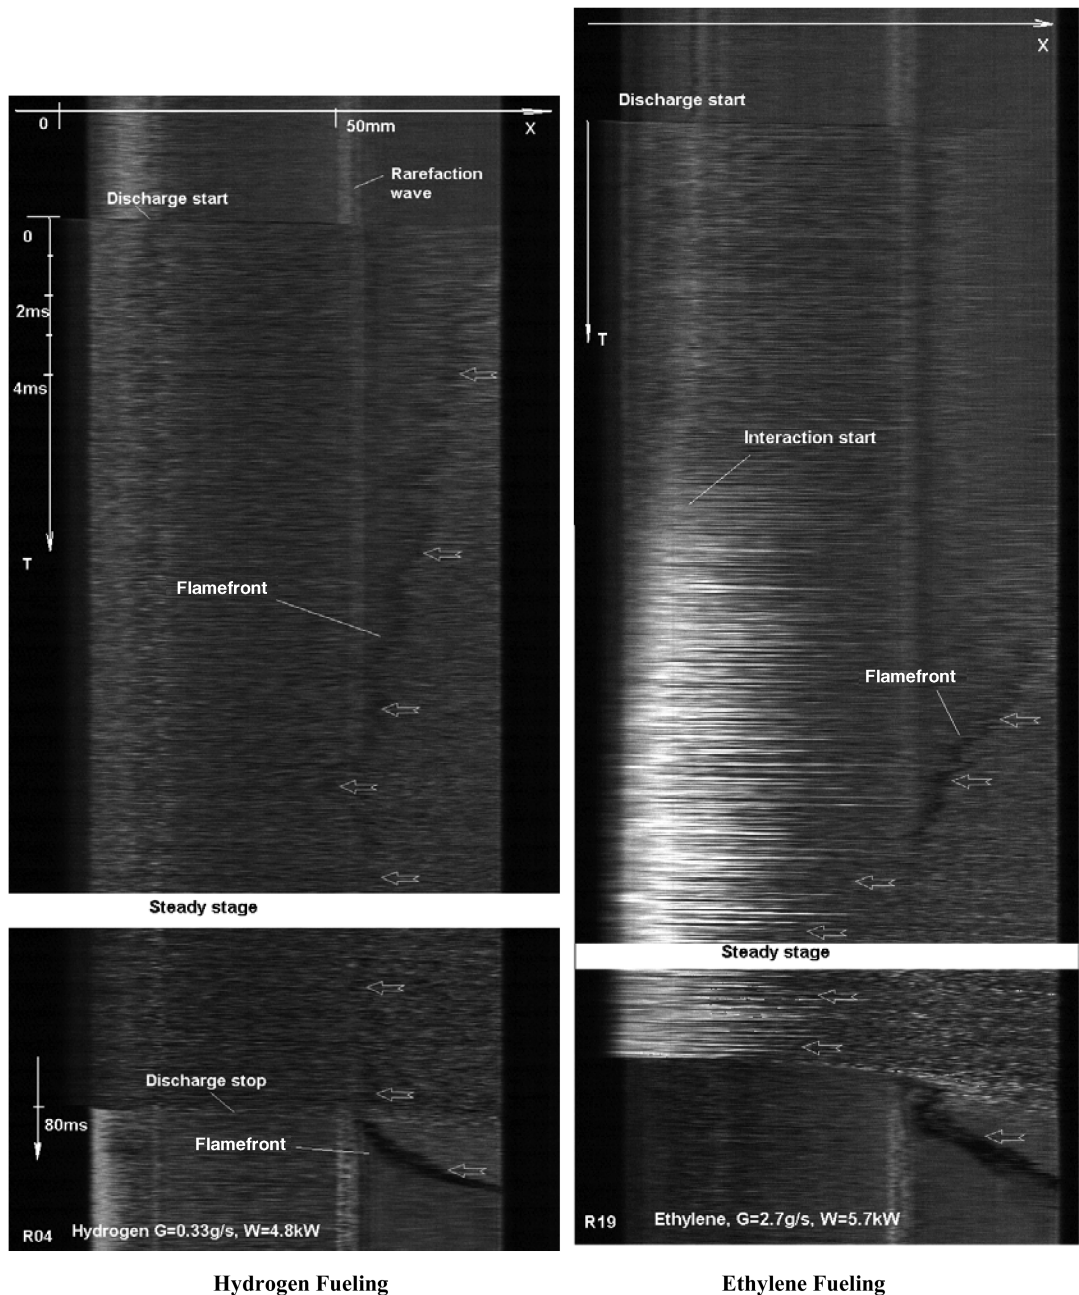 0
50mm
X
Rarefaction
wave
Discharge start
0
2ms
4ms
T
Flamefront
Steady stage
Discharge stop
80ms
Flamefront
R04 Hydrogen G=0.33g/s, W=4.8kW
Hydrogen Fueling
X
Discharge start
T
Interaction start
Flamefront
Steady stage
R19 Ethylene, G=2.7g/s, W=5.7kW
Ethylene Fueling